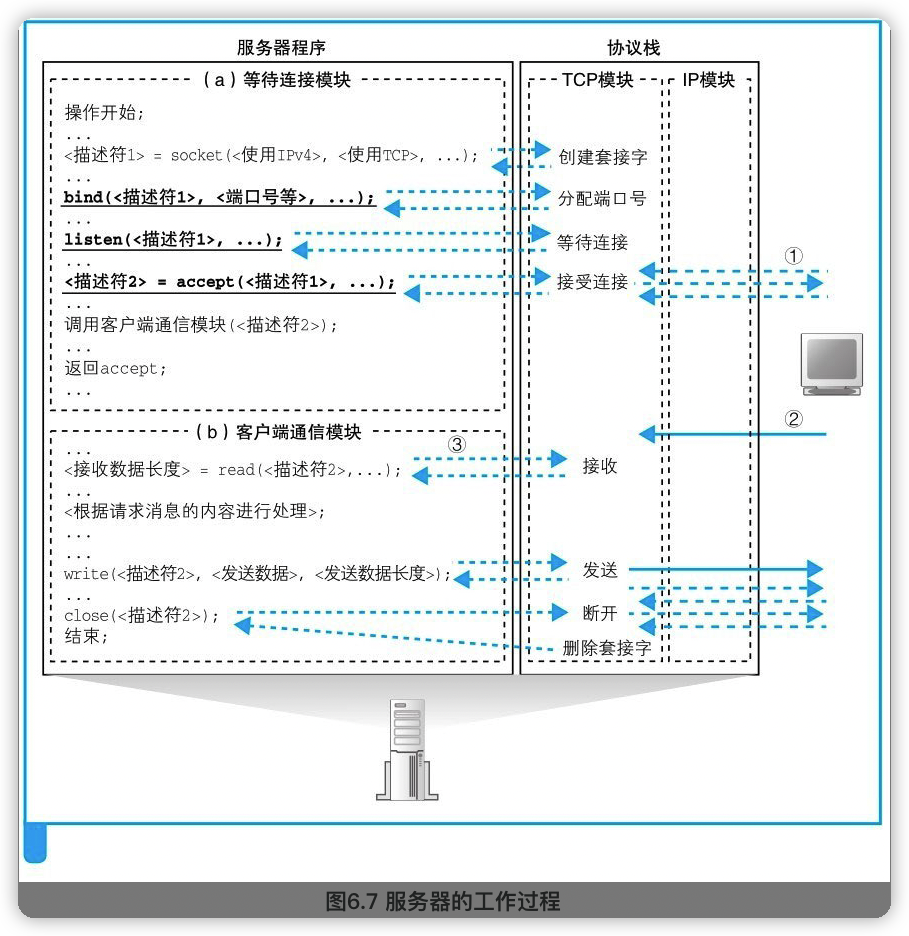 服务器程序
协议栈
(a)等待连接模块
TCP模块
IP模块
操作开始;
...
<描述符1> = socket(<使用IPv4>, <使用TCP>, ...);
创建套接字
...
bind(<描述符1>, <端口号等>, ...);
分配端口号
...
listen(<描述符1>, ...);
等待连接
...
①
<描述符2> = accept(<描述符1>, ...);
接受连接
...
调用客户端通信模块(<描述符2>);
...
返回accept;
...
②
(b)客户端通信模块
...
③
<接收数据长度> = read(<描述符2>,...);
接收
...
<根据请求消息的内容进行处理>;
...
...
write(<描述符2>, <发送数据>, <发送数据长度>);
发送
...
close(<描述符2>);
断开
结束;
删除套接字
图6.7 服务器的工作过程